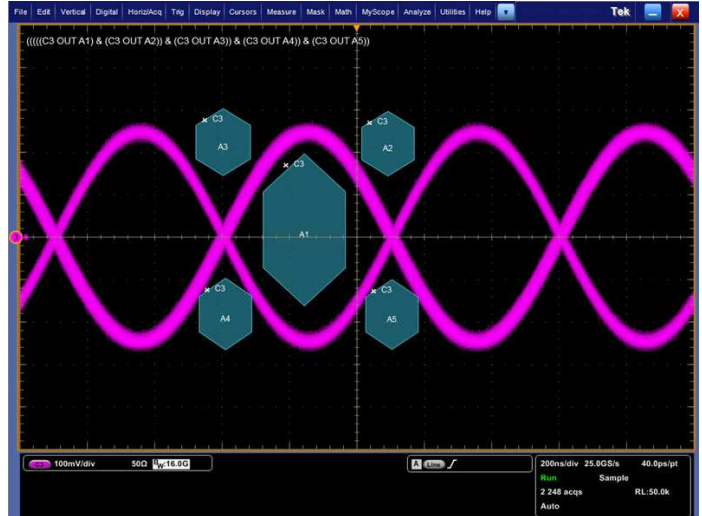 File Edit Vertical Digital Horiz/Acq Trig Display Cursors Measure Mask Math MyScope Analyze Utilities Help Tek X
(((((C3 OUT A1) & (C3 OUT A2)) & (C3 OUT A3)) & (C3 OUT A4)) & (C3 OUT A5))
C3 C3
A3 A2
C3
A1
C3 C3
A4 A5
C3 100mV/div 50Ω BW:16.0G
A Line
200ns/div 25.0GS/s 40.0ps/pt
Run Sample
2 248 acqs RL:50.0k
Auto